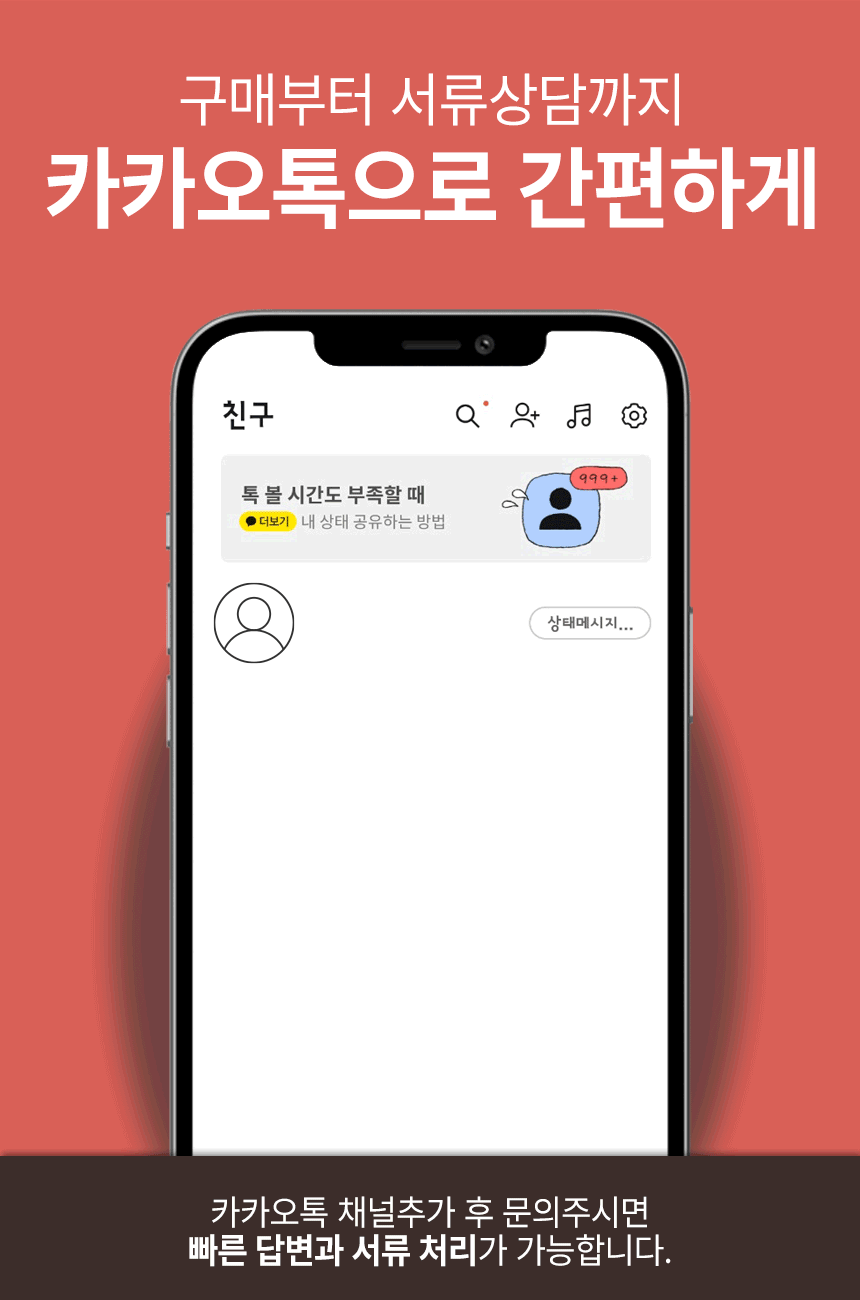 구매부터 서류상담까지
카카오톡으로 간편하게
친구
톡 볼 시간도 부족할 때
더보기 내 상태 공유하는 방법
999+
상태메시지...
카카오톡 채널추가 후 문의주시면
빠른 답변과 서류 처리가 가능합니다.